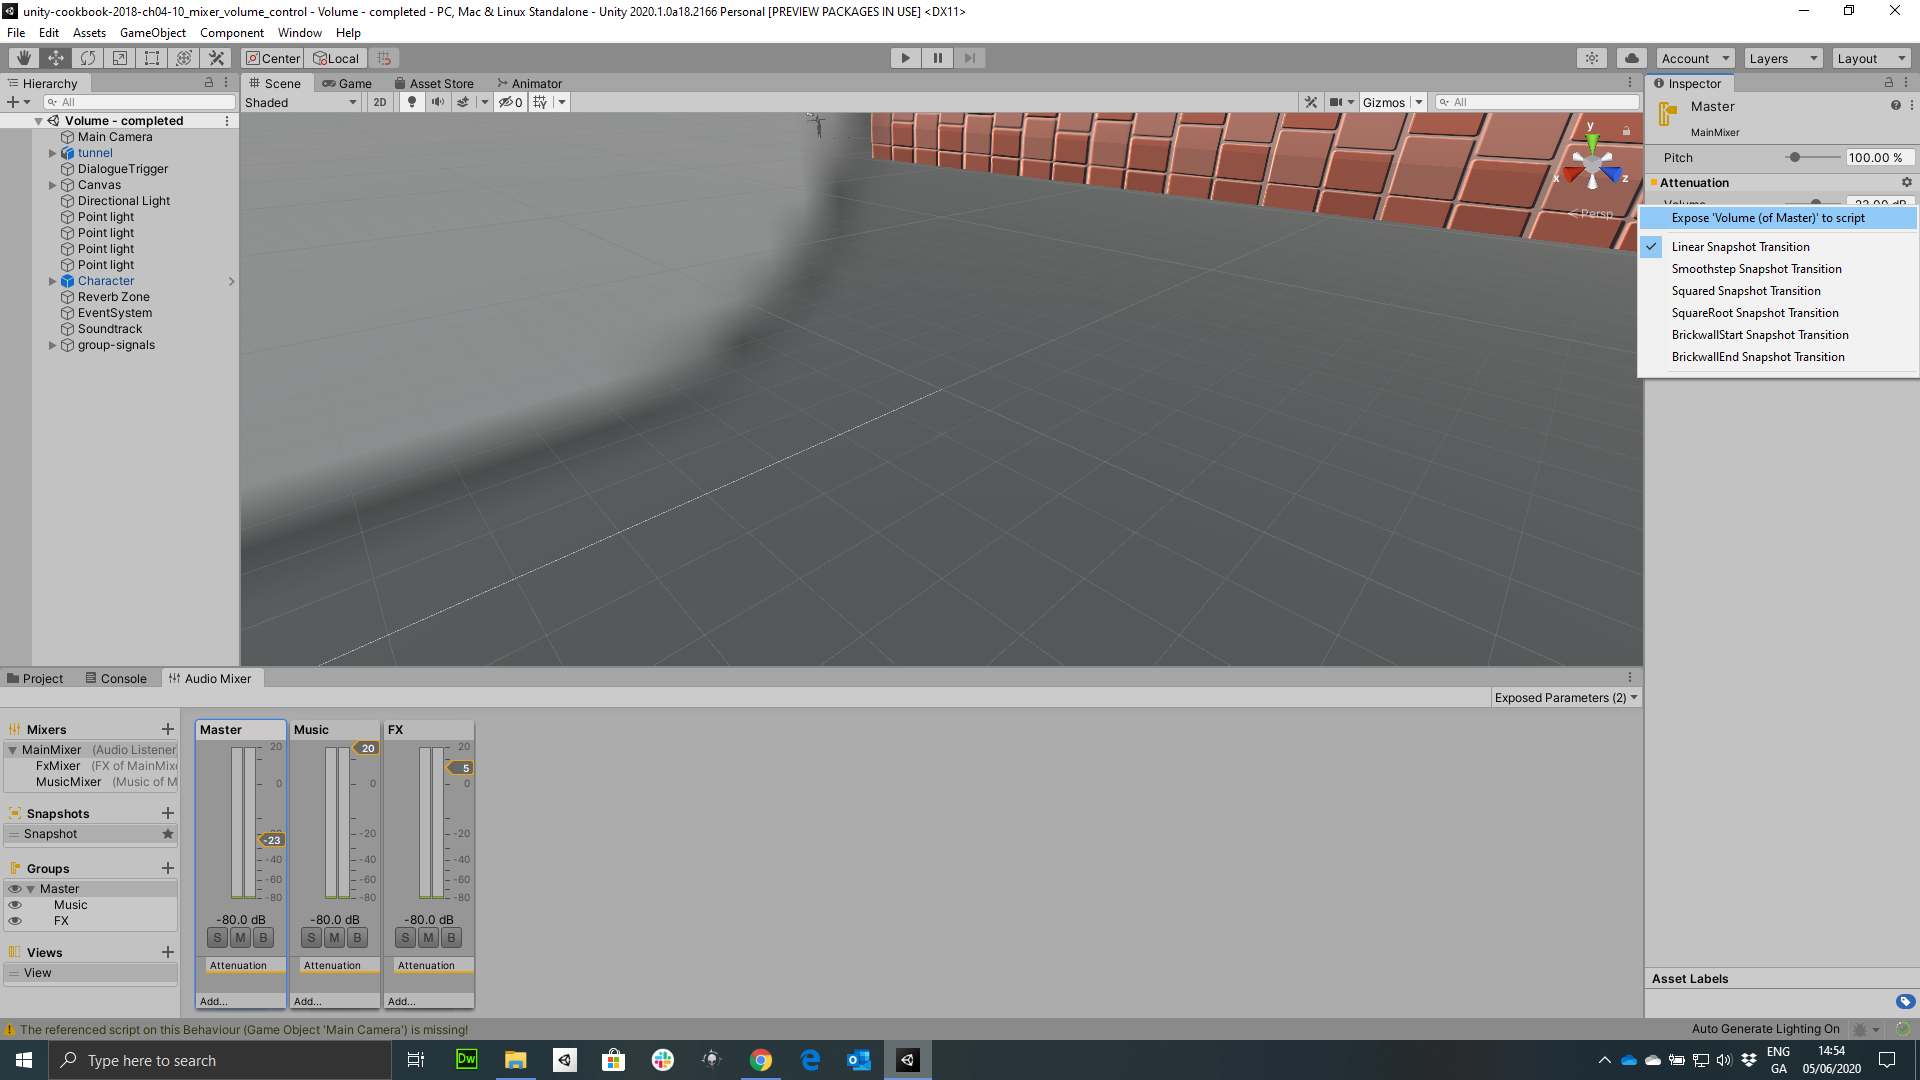 unity-cookbook-2018-ch04-10_mixer_volume_control - Volume - completed - PC, Mac & Linux Standalone - Unity 2020.1.0a18.2166 Personal [PREVIEW PACKAGES IN USE] <DX11>
File Edit Assets GameObject Component Window Help
Center Local Account Layers Layout
Hierarchy
All
Volume - completed
Main Camera
tunnel
DialogueTrigger
Canvas
Directional Light
Point light
Point light
Point light
Point light
Character
Reverb Zone
EventSystem
Soundtrack
group-signals
Scene Game Asset Store Animator
Shaded 2D 0 Gizmos All
y
x z
Persp
Inspector
Master
MainMixer
Pitch 100.00 %
Attenuation
Volume -23.00 dB
Expose 'Volume (of Master)' to script
Linear Snapshot Transition
Smoothstep Snapshot Transition
Squared Snapshot Transition
SquareRoot Snapshot Transition
BrickwallStart Snapshot Transition
BrickwallEnd Snapshot Transition
Asset Labels
Project Console Audio Mixer
Exposed Parameters (2)
Mixers
MainMixer (Audio Listener
FxMixer (FX of MainMix
MusicMixer (Music of M
Snapshots
Snapshot
Groups
Master
Music
FX
Views
View
Master
20
0
-23
-40
-60
-80
-80.0 dB
S M B
Attenuation
Add...
Music
20
0
-20
-40
-60
-80
-80.0 dB
S M B
Attenuation
Add...
FX
20
5
0
-20
-40
-60
-80
-80.0 dB
S M B
Attenuation
Add...
The referenced script on this Behaviour (Game Object 'Main Camera') is missing!
Auto Generate Lighting On
Type here to search
Dw
ENG
GA
14:54
05/06/2020